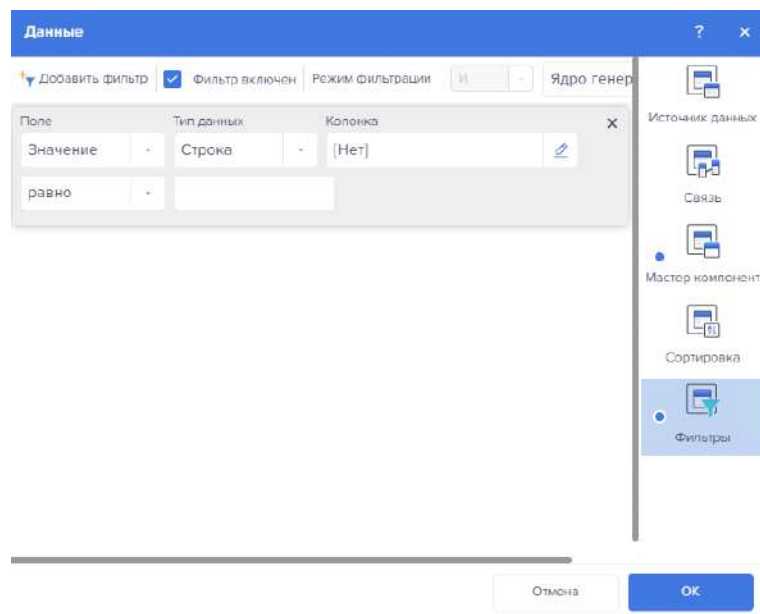 Данные
?
×
Добавить фильтр
Фильтр включен
Режим фильтрации
И
Ядро генер
Поле
Тип данных
Колонка
Значение
Строка
[Нет]
равно
Источник данных
Связь
Мастер компонент
Сортировка
Фильтры
Отмена
ОК